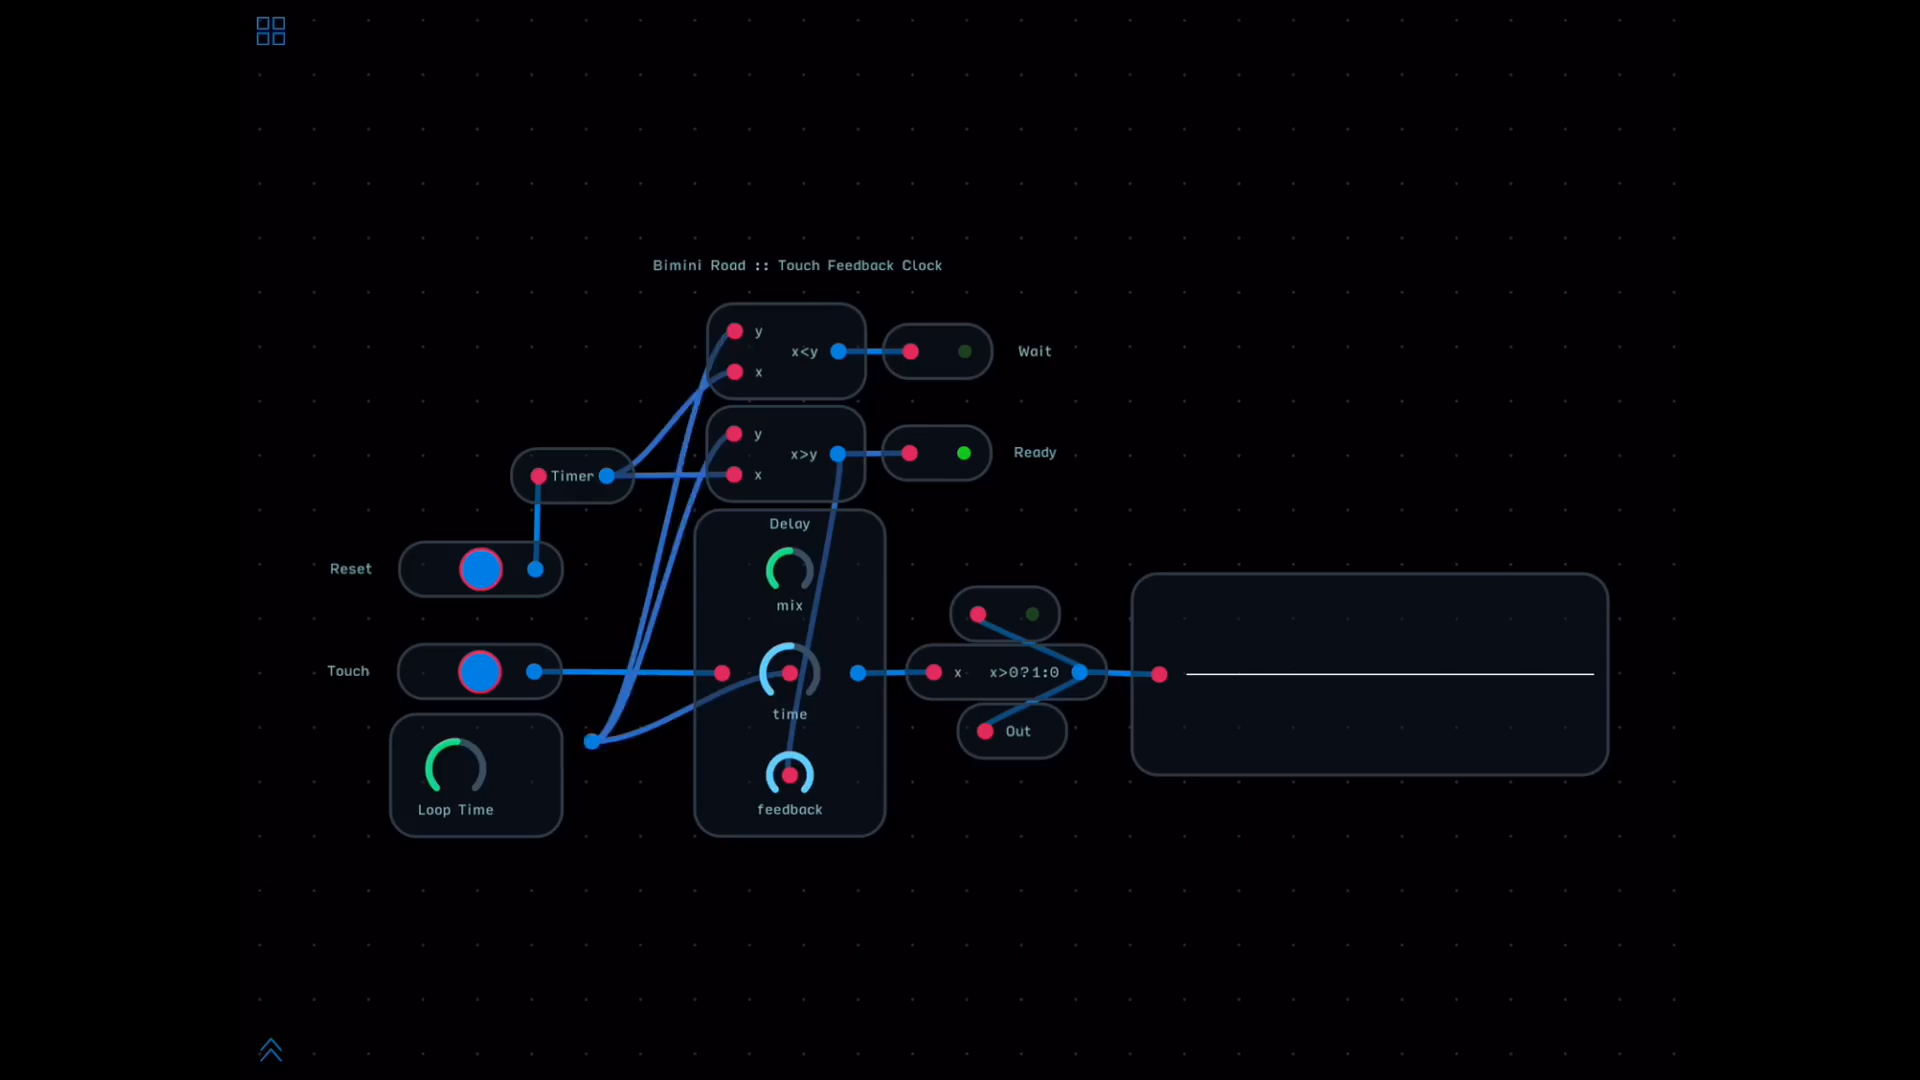 Bimini Road :: Touch Feedback Clock
y
x<y
x
Wait
y
x>y
x
Ready
Timer
Delay
Reset
mix
Touch
x
x>0?1:0
time
Out
Loop Time
feedback